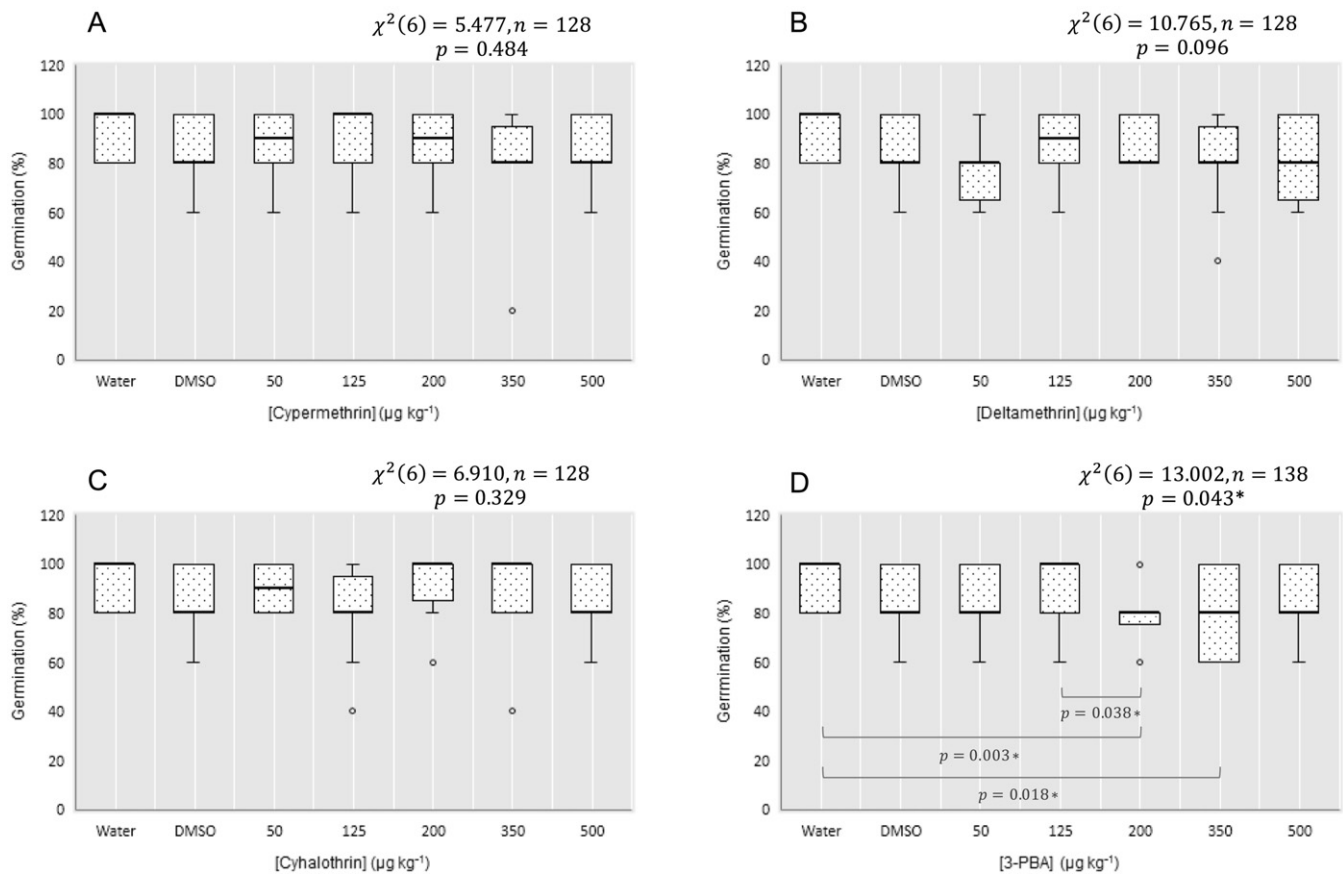 A
χ²(6) = 5.477, n = 128
p = 0.484
120
100
80
60
40
20
0
Germination (%)
Water DMSO 50 125 200 350 500
[Cypermethrin] (µg kg⁻¹)
B
χ²(6) = 10.765, n = 128
p = 0.096
120
100
80
60
40
20
0
Germination (%)
Water DMSO 50 125 200 350 500
[Deltamethrin] (µg kg⁻¹)
C
χ²(6) = 6.910, n = 128
p = 0.329
120
100
80
60
40
20
0
Germination (%)
Water DMSO 50 125 200 350 500
[Cyhalothrin] (µg kg⁻¹)
D
χ²(6) = 13.002, n = 138
p = 0.043*
120
100
80
60
40
20
0
Germination (%)
p = 0.038 *
p = 0.003 *
p = 0.018 *
Water DMSO 50 125 200 350 500
[3-PBA] (µg kg⁻¹)